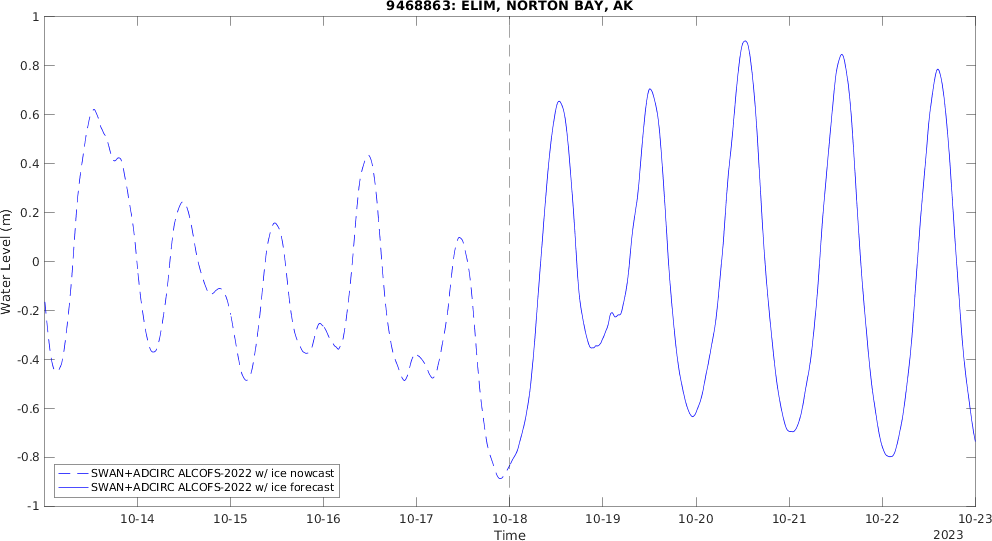 9468863: ELIM, NORTON BAY, AK
Water Level (m)
1
0.8
0.6
0.4
0.2
0
-0.2
-0.4
-0.6
-0.8
-1
SWAN+ADCIRC ALCOFS-2022 w/ ice nowcast
SWAN+ADCIRC ALCOFS-2022 w/ ice forecast
10-14 10-15 10-16 10-17 10-18 10-19 10-20 10-21 10-22 10-23
Time
2023